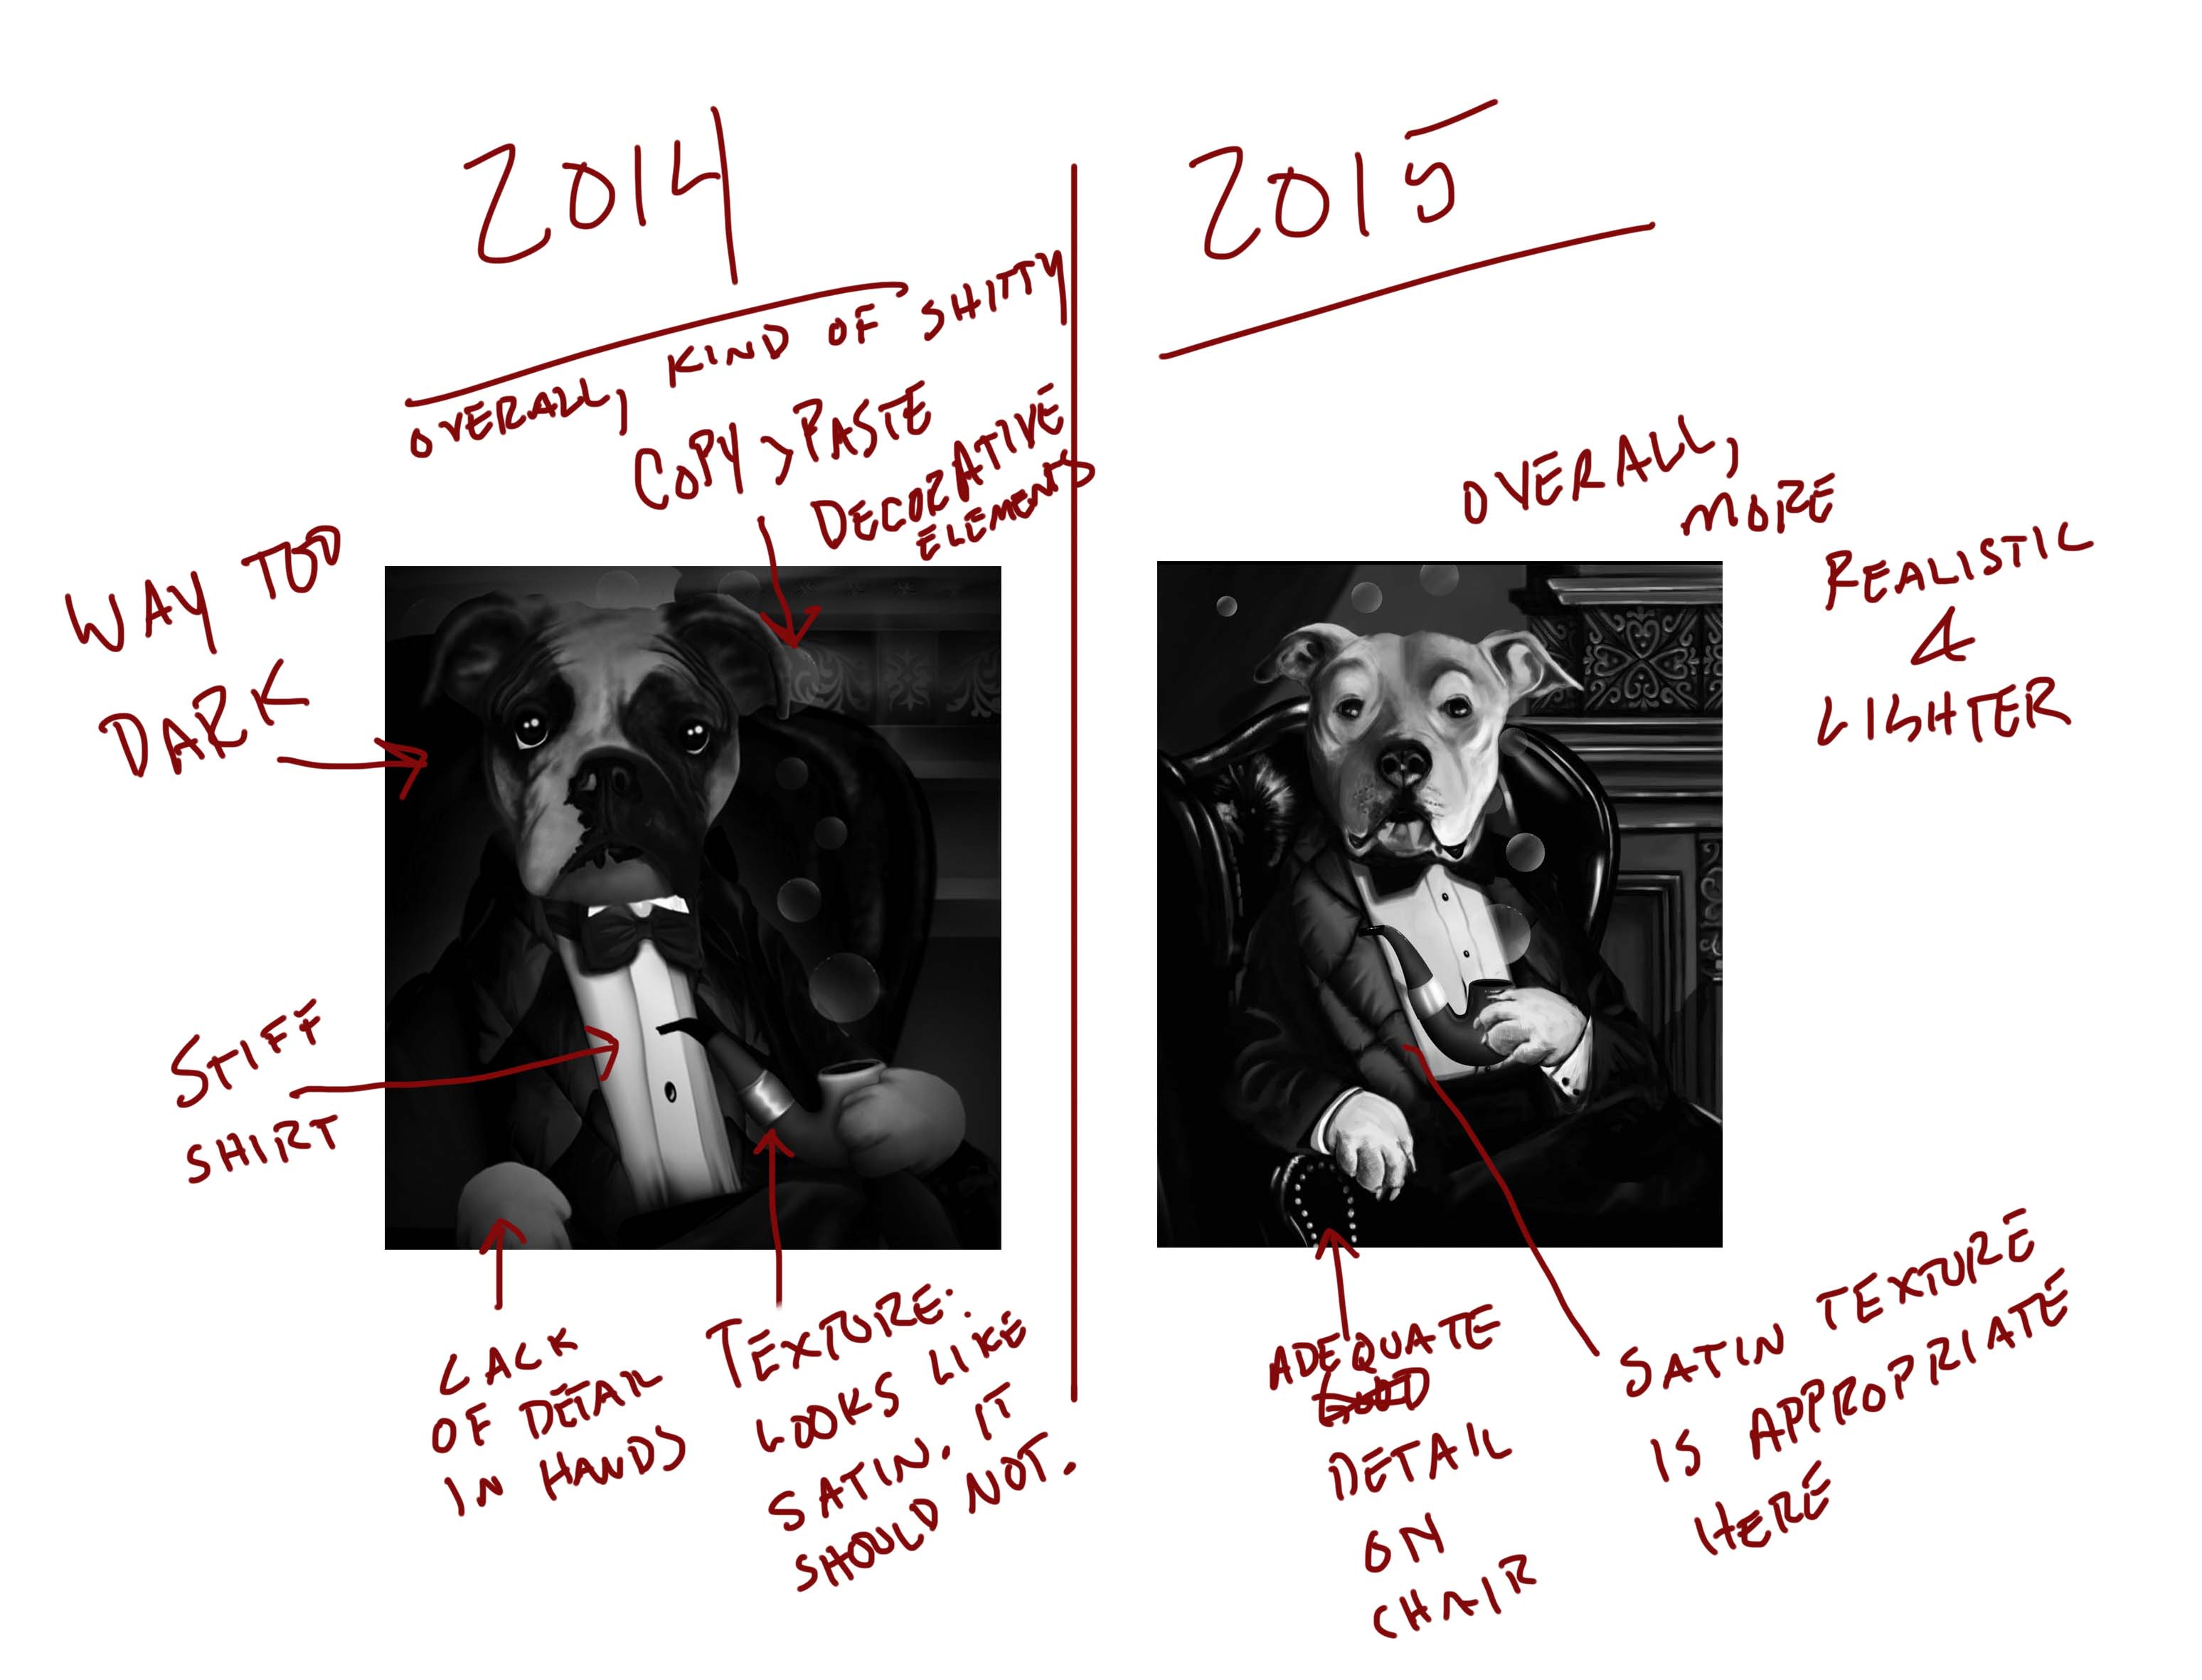 2014
OVERALL, KIND OF SHITTY
COPY > PASTE
DECORATIVE
ELEMENTS
WAY TOO
DARK
STIFF
SHIRT
LACK
OF DETAIL
IN HANDS
TEXTURE:
LOOKS LIKE
SATIN. IT
SHOULD NOT.
2015
OVERALL,
MORE
REALISTIC
&
LIGHTER
ADEQUATE
GOOD
DETAIL
ON
CHAIR
SATIN TEXTURE
IS APPROPRIATE
HERE